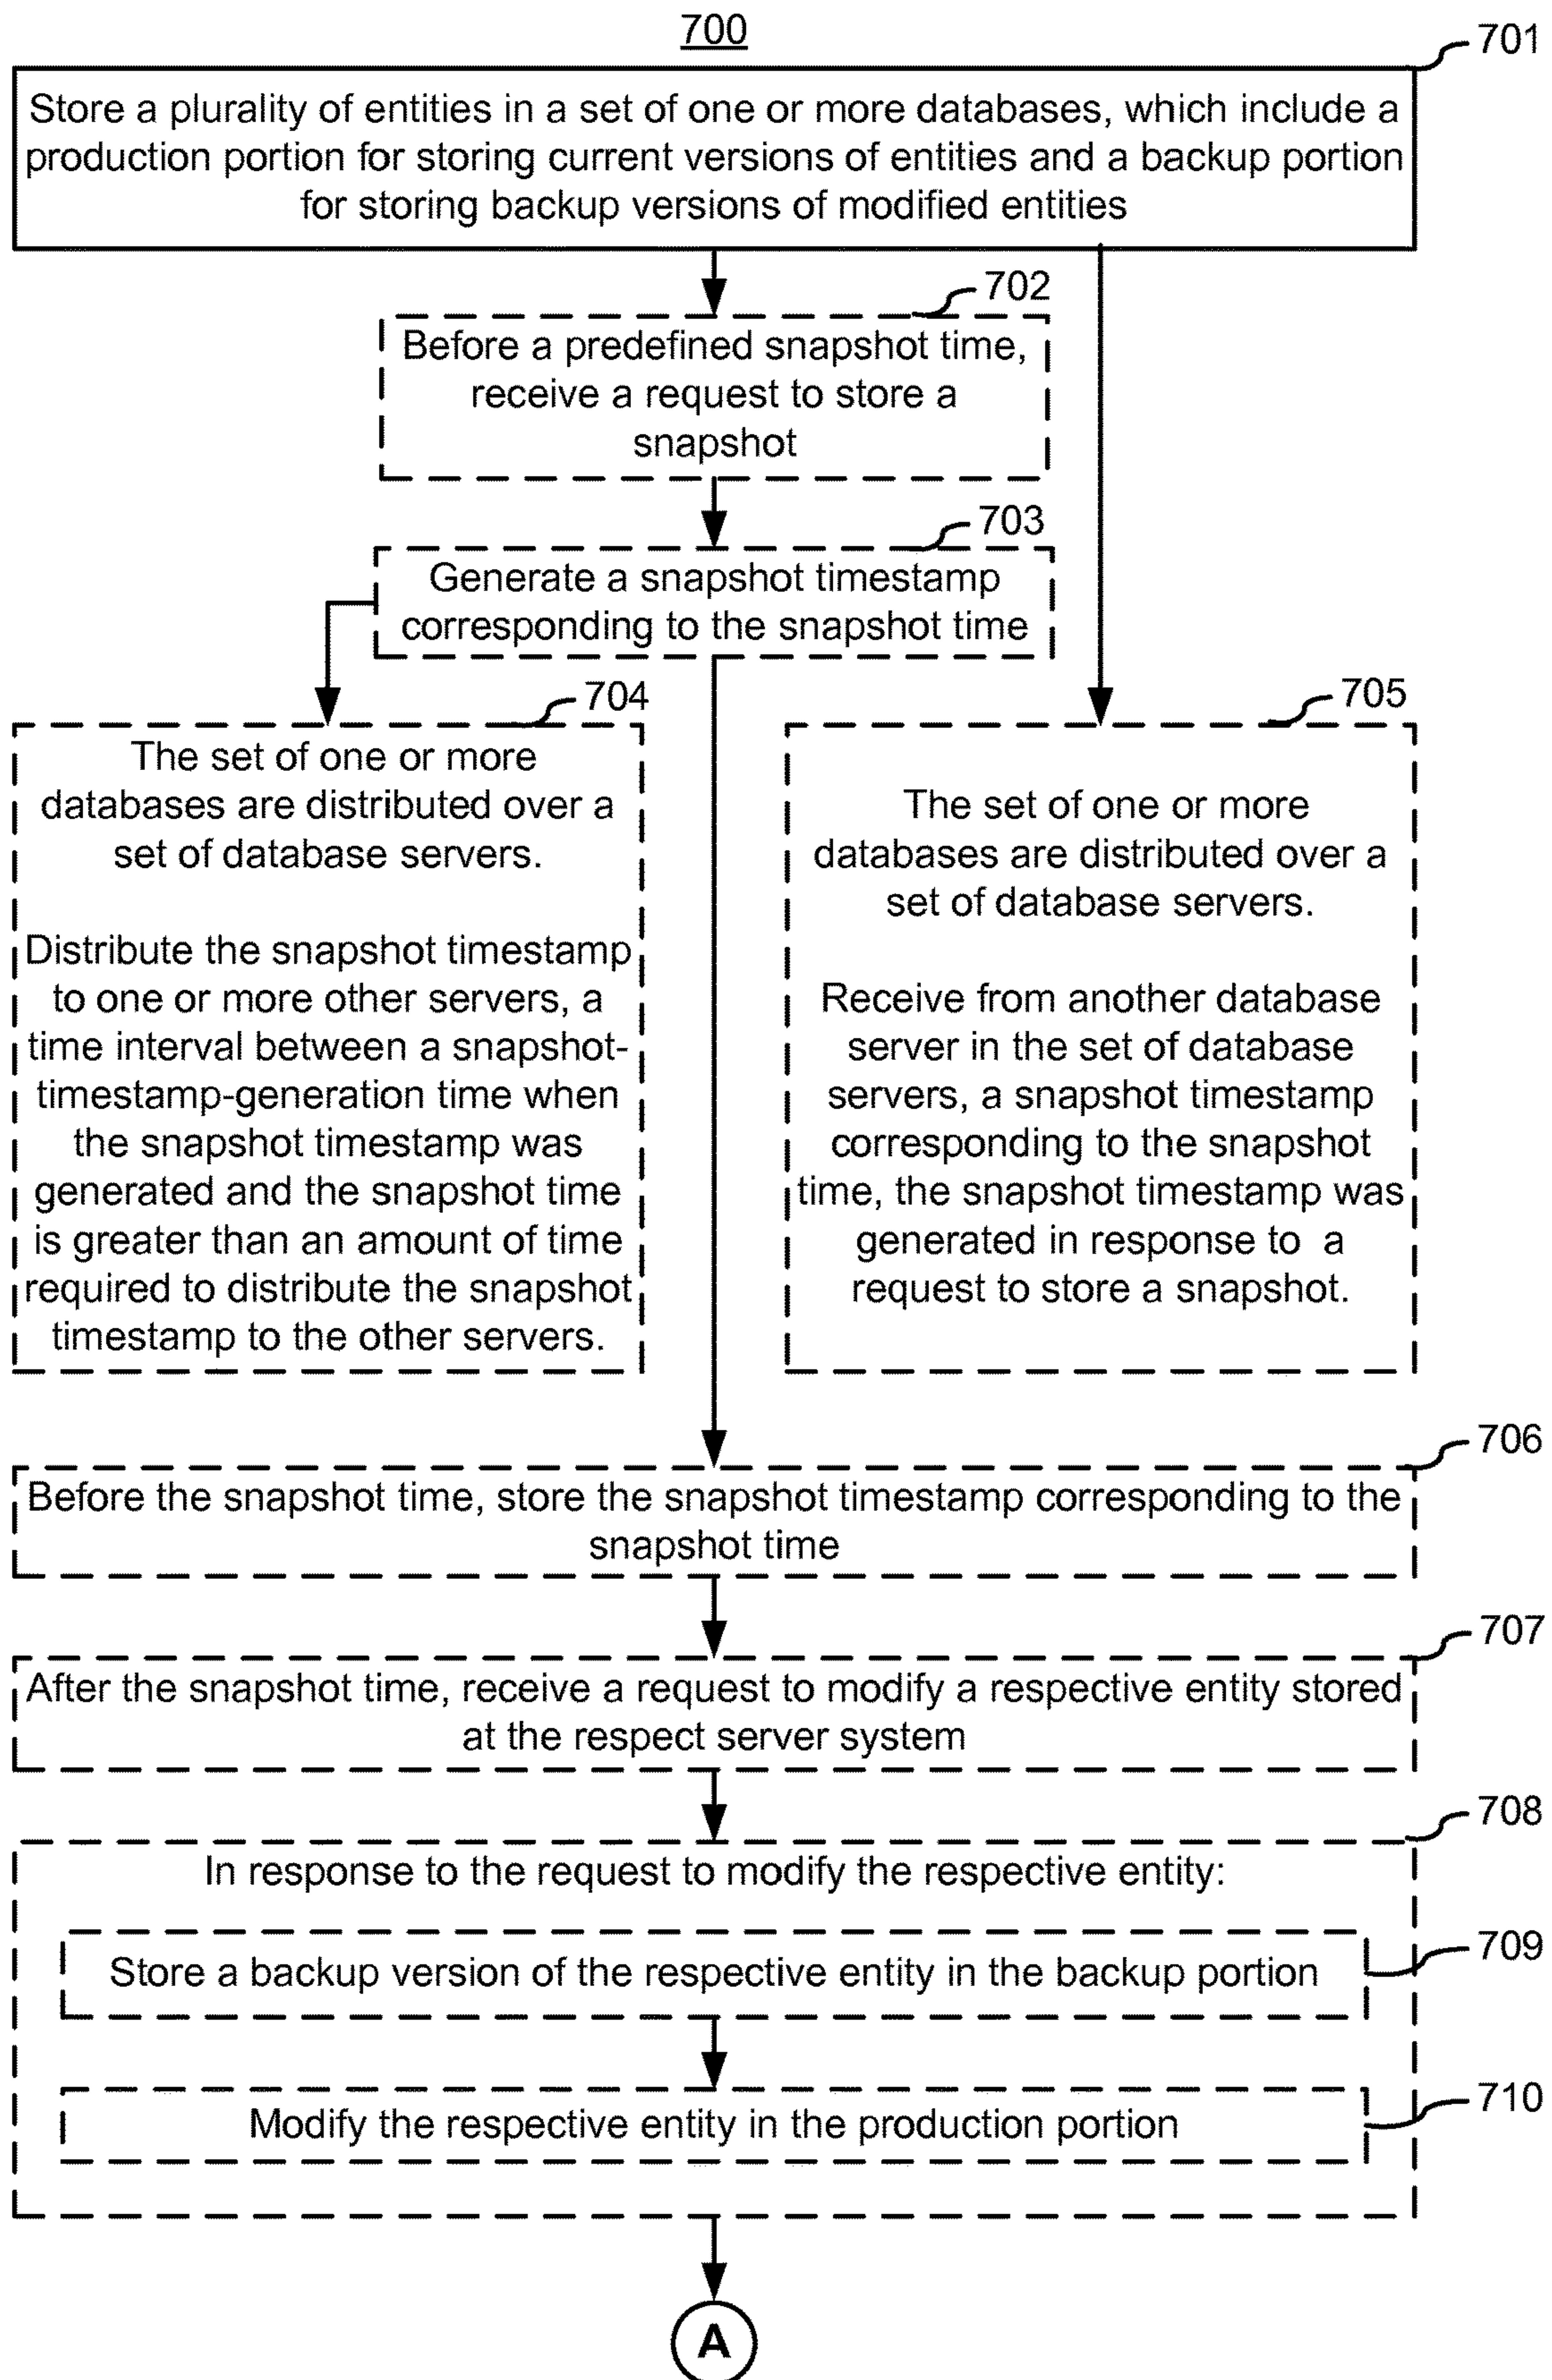 700
701
Store a plurality of entities in a set of one or more databases, which include a
production portion for storing current versions of entities and a backup portion
for storing backup versions of modified entities
702
Before a predefined snapshot time,
receive a request to store a
snapshot
703
Generate a snapshot timestamp
corresponding to the snapshot time
704
The set of one or more
databases are distributed over a
set of database servers.
Distribute the snapshot timestamp
to one or more other servers, a
time interval between a snapshot-
timestamp-generation time when
the snapshot timestamp was
generated and the snapshot time
is greater than an amount of time
required to distribute the snapshot
timestamp to the other servers.
705
The set of one or more
databases are distributed over a
set of database servers.
Receive from another database
server in the set of database
servers, a snapshot timestamp
corresponding to the snapshot
time, the snapshot timestamp was
generated in response to a
request to store a snapshot.
706
Before the snapshot time, store the snapshot timestamp corresponding to the
snapshot time
707
After the snapshot time, receive a request to modify a respective entity stored
at the respect server system
708
In response to the request to modify the respective entity:
709
Store a backup version of the respective entity in the backup portion
710
Modify the respective entity in the production portion
A